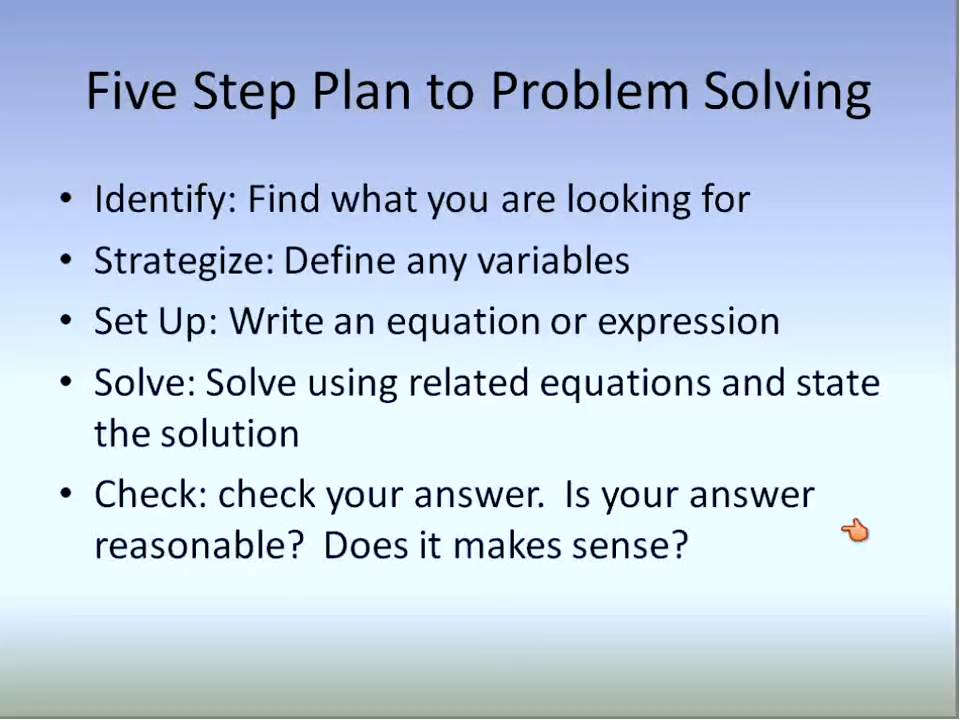 Five Step Plan to Problem Solving
• Identify: Find what you are looking for
• Strategize: Define any variables
• Set Up: Write an equation or expression
• Solve: Solve using related equations and state
the solution
• Check: check your answer.  Is your answer
reasonable?  Does it makes sense?